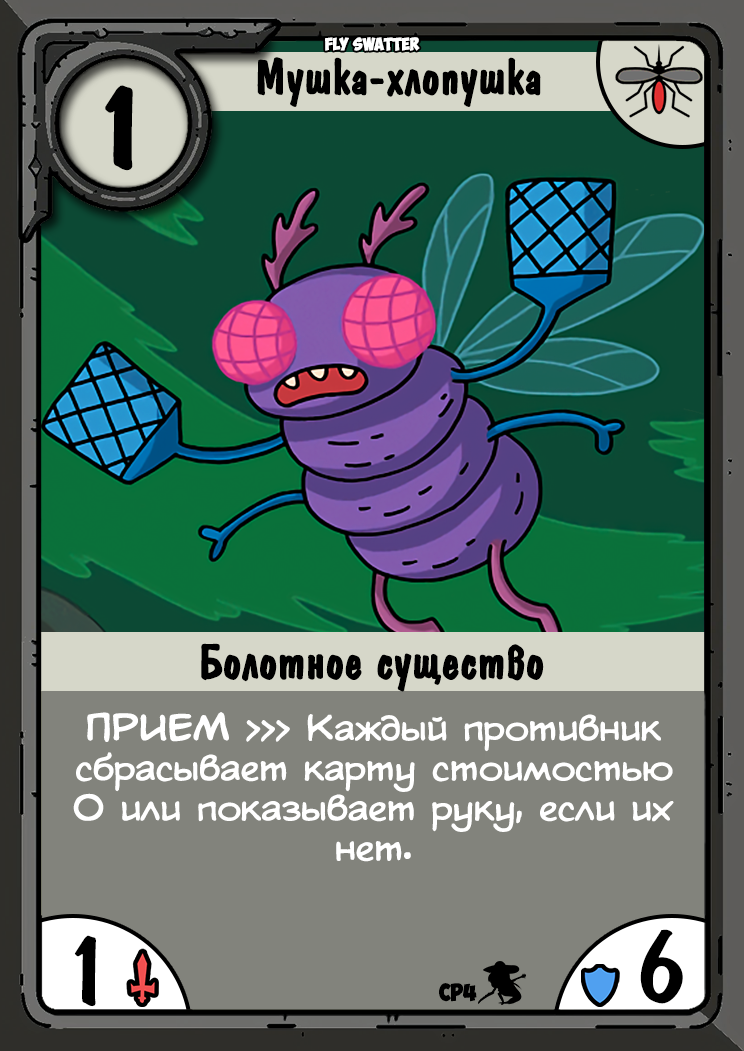 FLY SWATTER
Мушка-хлопушка
1
Болотное существо
ПРИЕМ >>> Каждый противник
сбрасывает карту стоимостью
0 или показывает руку, если их
нет.
1
CP4
6